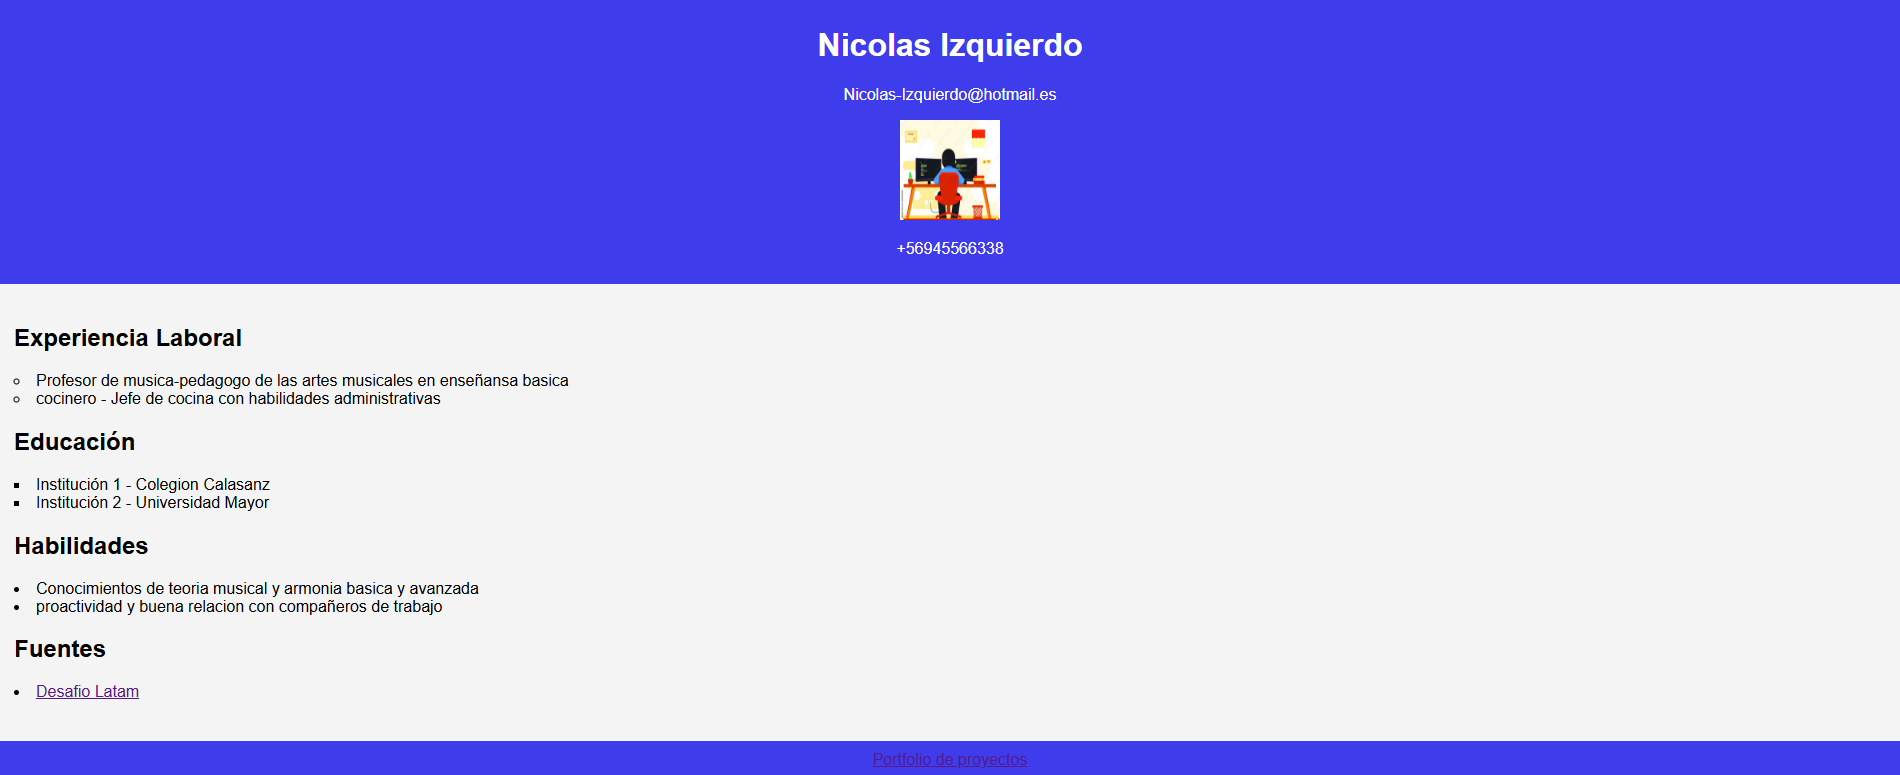 Nicolas Izquierdo
Nicolas-Izquierdo@hotmail.es
+56945566338
Experiencia Laboral
Profesor de musica-pedagogo de las artes musicales en enseñansa basica
cocinero - Jefe de cocina con habilidades administrativas
Educación
Institución 1 - Colegion Calasanz
Institución 2 - Universidad Mayor
Habilidades
Conocimientos de teoria musical y armonia basica y avanzada
proactividad y buena relacion con compañeros de trabajo
Fuentes
Desafio Latam
Portfolio de proyectos